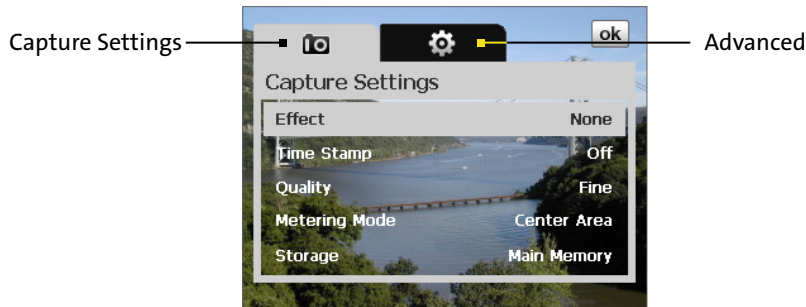 Capture Settings
Advanced
ok
Capture Settings
Effect None
Time Stamp Off
Quality Fine
Metering Mode Center Area
Storage Main Memory